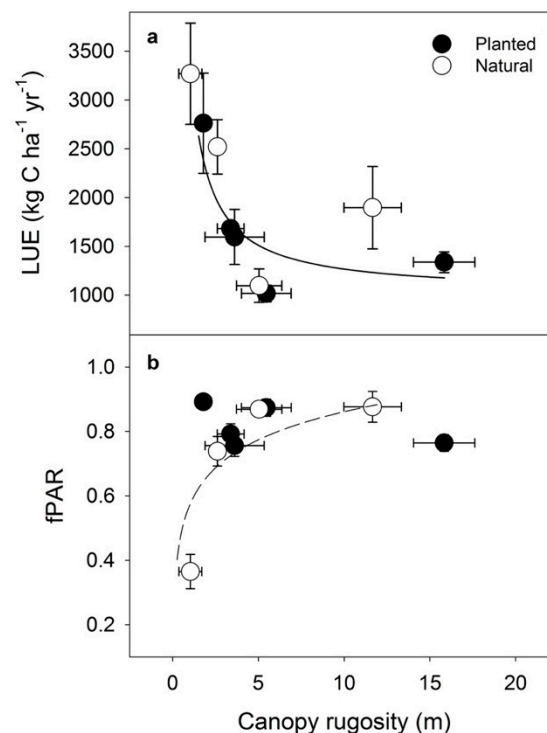 a
Planted
Natural
3500
3000
2500
2000
1500
1000
LUE (kg C ha⁻¹ yr⁻¹)
b
1.0
0.8
0.6
0.4
0.2
fPAR
0 5 10 15 20
Canopy rugosity (m)